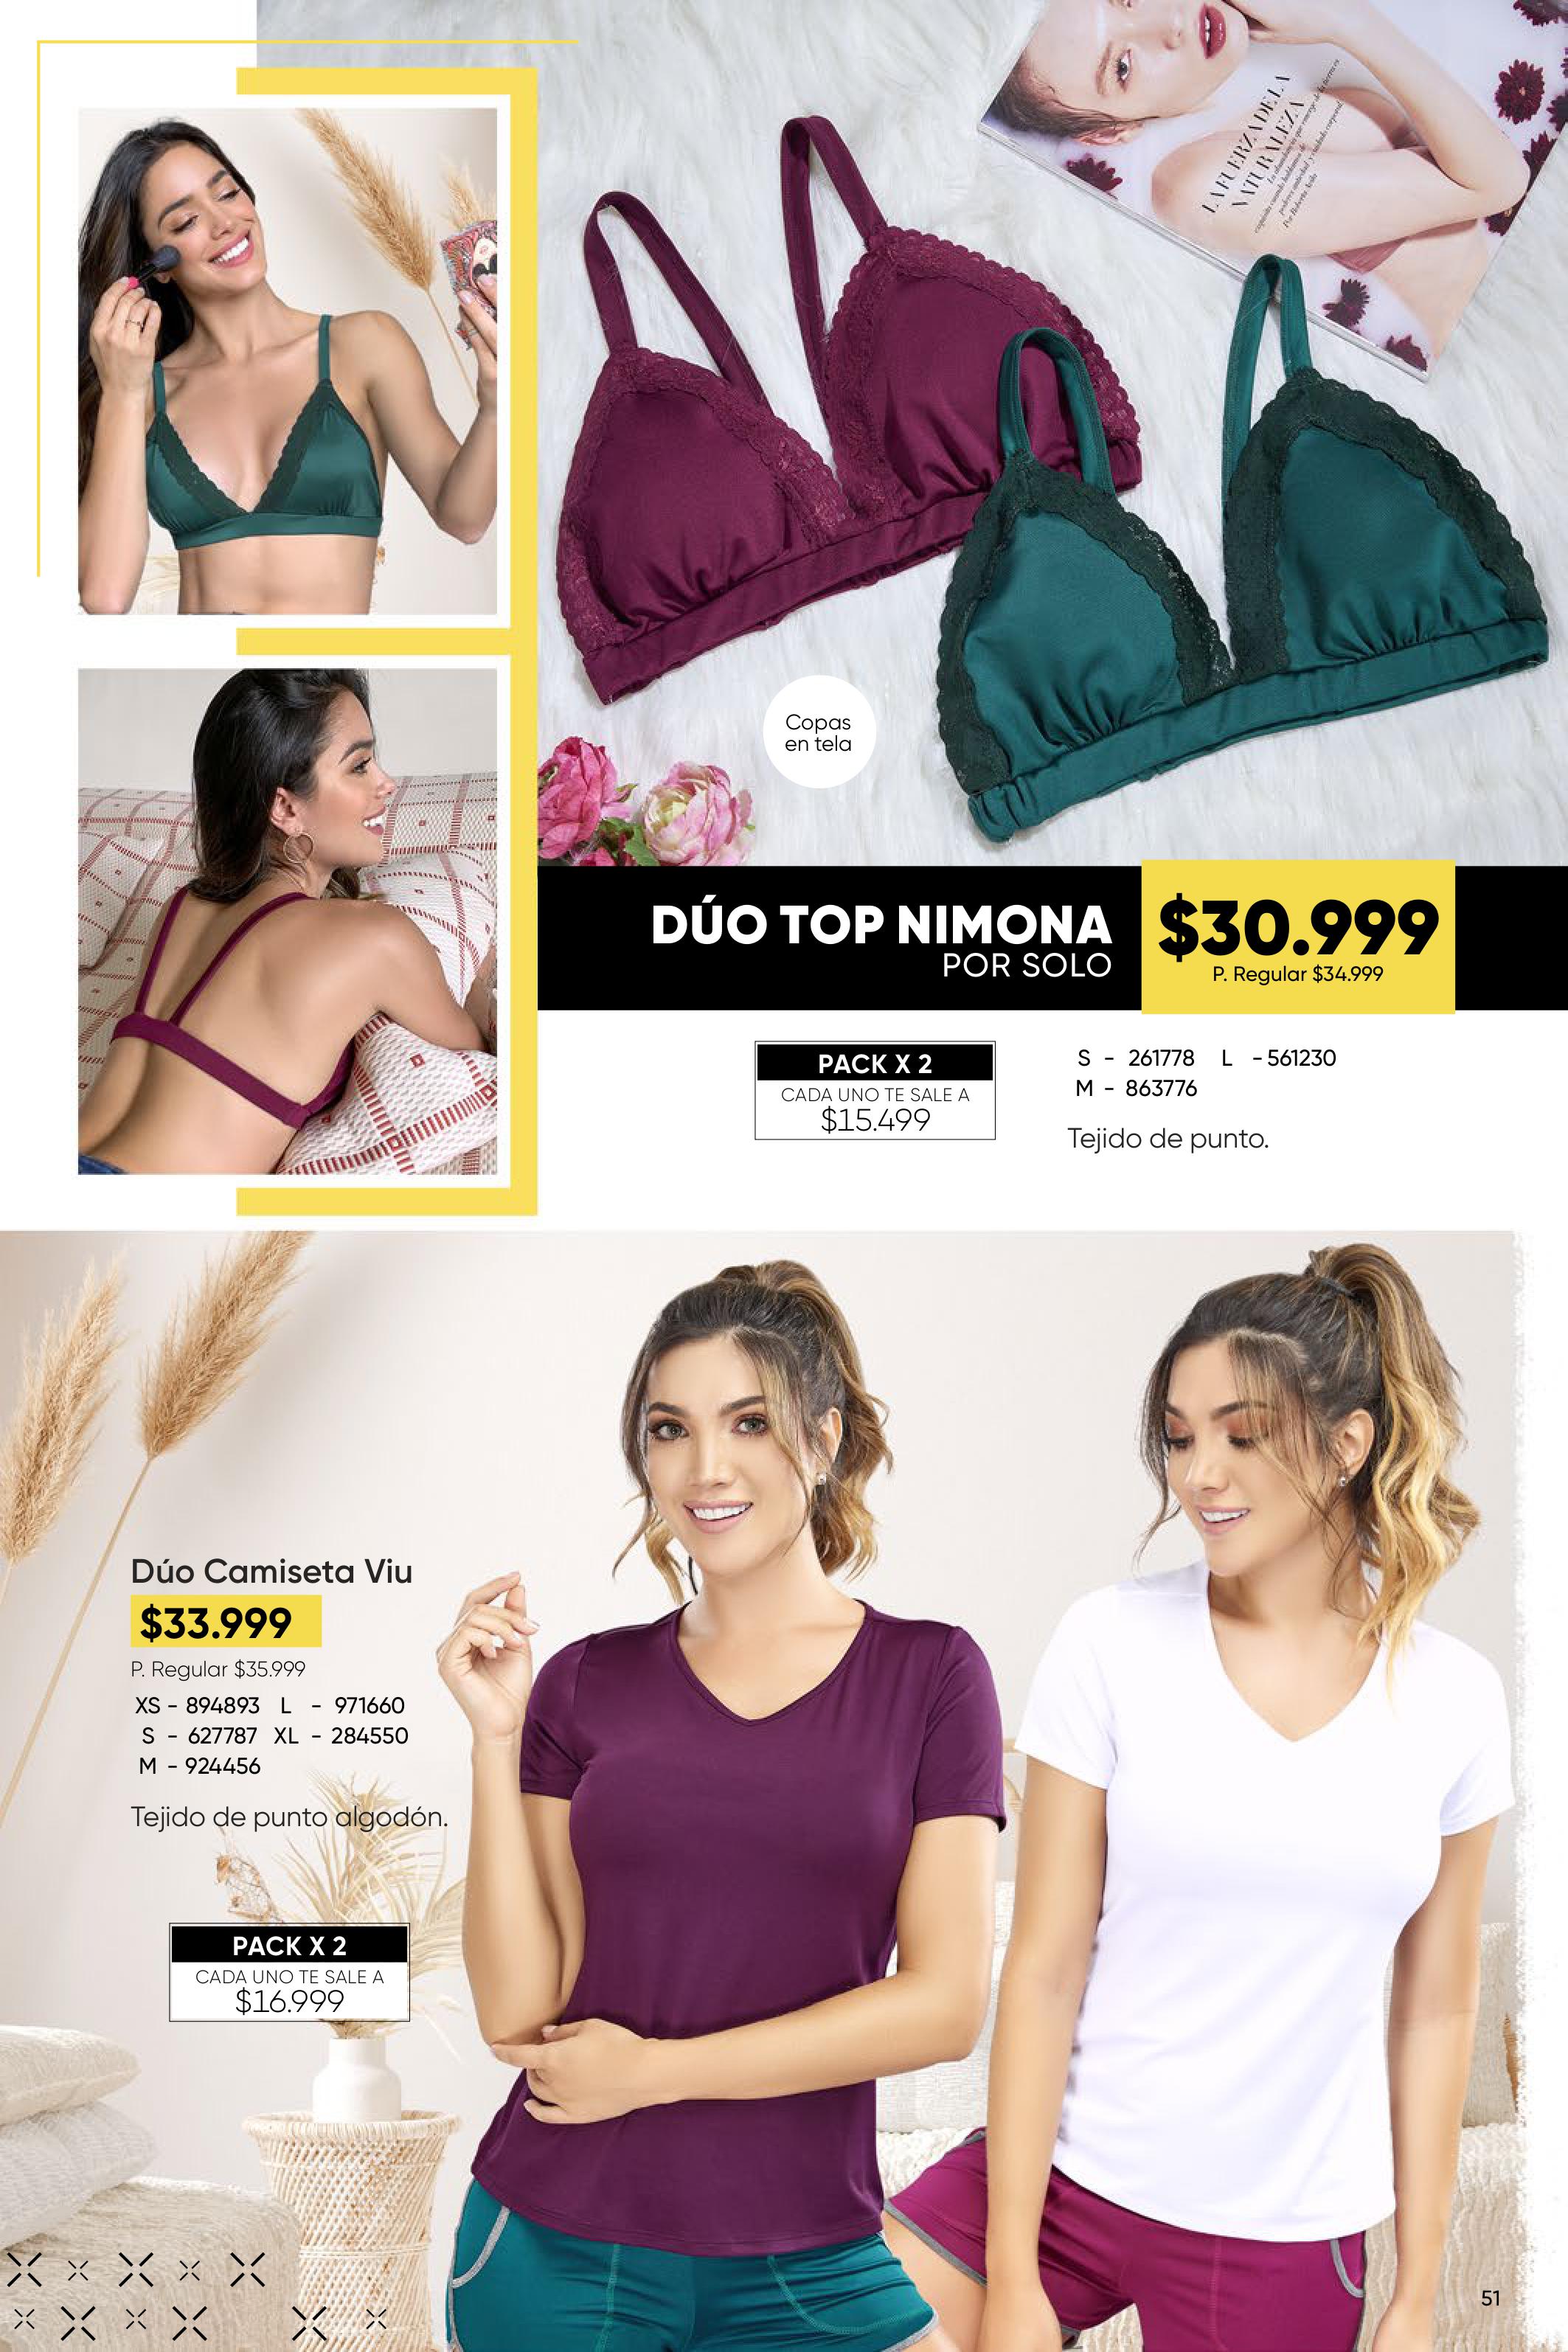 LA FUERZA DE LA
NATURALEZA
Copas
en tela
DÚO TOP NIMONA
POR SOLO
$30.999
P. Regular $34.999
PACK X 2
CADA UNO TE SALE A
$15.499
S - 261778 L - 561230
M - 863776
Tejido de punto.
Dúo Camiseta Viu
$33.999
P. Regular $35.999
XS - 894893 L - 971660
S - 627787 XL - 284550
M - 924456
Tejido de punto algodón.
PACK X 2
CADA UNO TE SALE A
$16.999
51